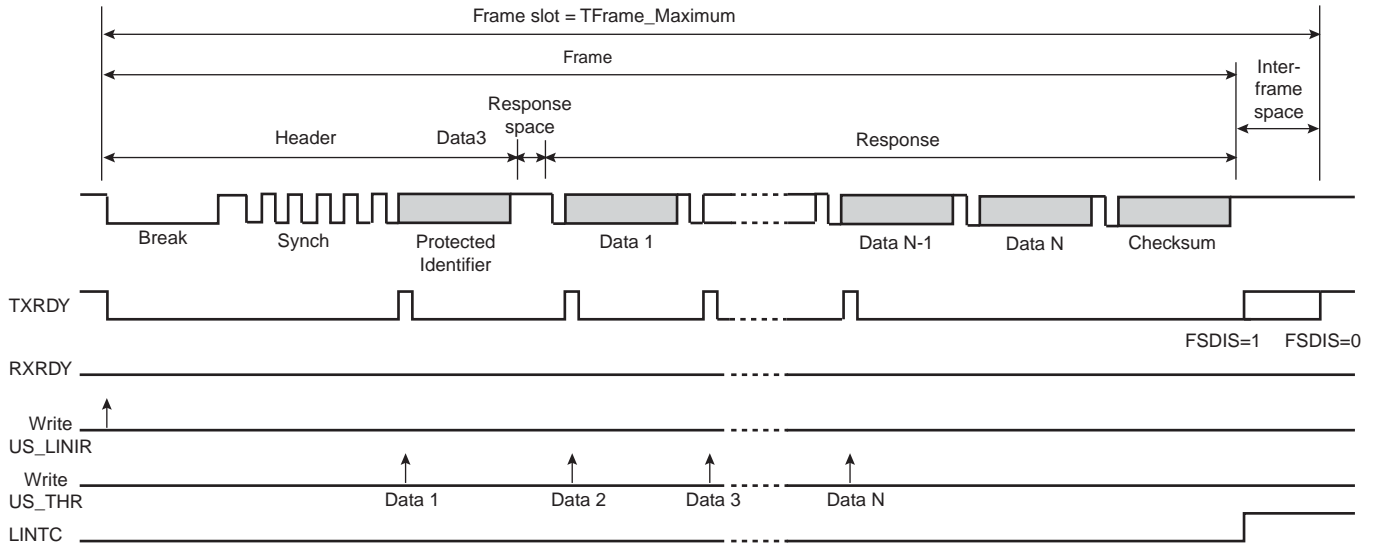 Frame slot = TFrame_Maximum
Frame
Inter-
frame
space
Response
space
Header
Data3
Response
Break
Synch
Protected
Identifier
Data 1
Data N-1
Data N
Checksum
TXRDY
FSDIS=1
FSDIS=0
RXRDY
Write
US_LINIR
Write
US_THR
Data 1
Data 2
Data 3
Data N
LINTC